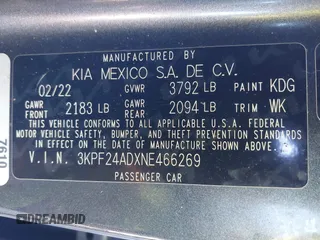 MANUFACTURED BY
KIA MEXICO S.A. DE C.V.
02/22 GVWR 3792 LB PAINT KDG
GAWR FRONT 2183 LB GAWR REAR 2094 LB TRIM WK
THIS VEHICLE CONFORMS TO ALL APPLICABLE U.S.A. FEDERAL
MOTOR VEHICLE SAFETY, BUMPER, AND THEFT PREVENTION STANDARDS
IN EFFECT ON THE DATE OF MANUFACTURE SHOWN ABOVE.
V.I.N. 3KPF24ADXNE466269
PASSENGER CAR
7610
DREAMBID